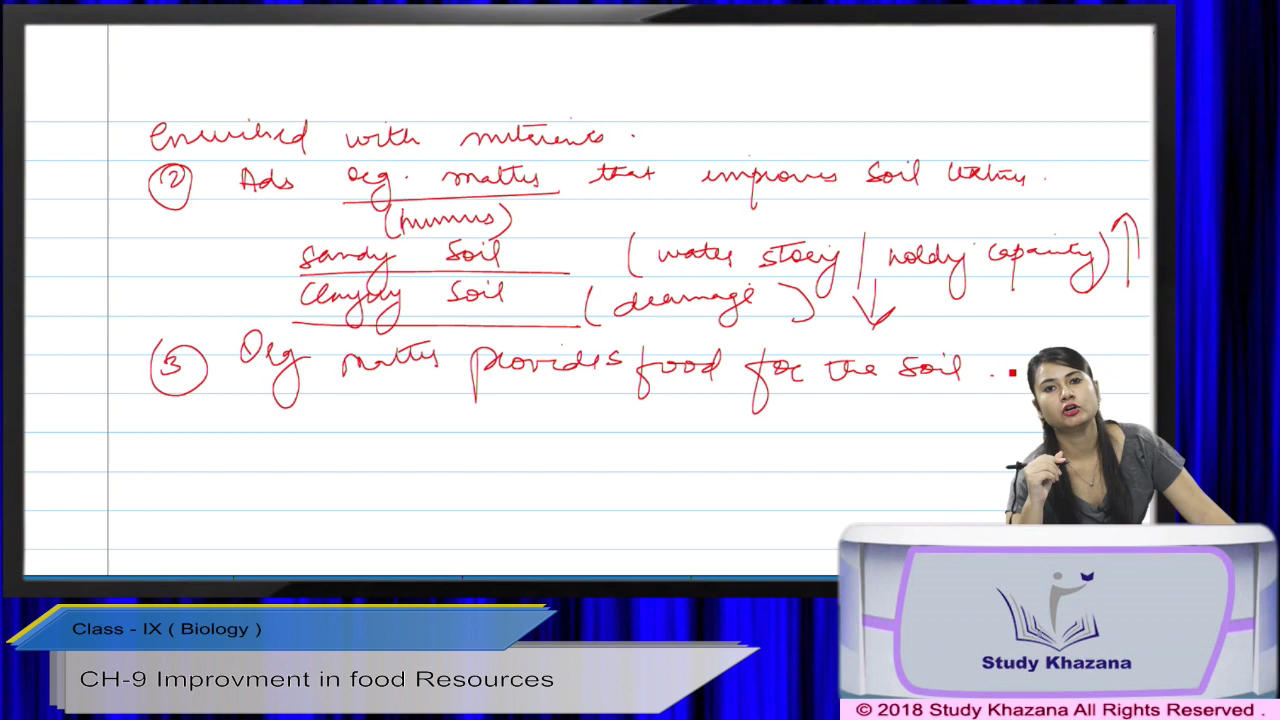 enriched with nutrients.
② Ads org. matter that improves soil texture.
(humus)
sandy soil (water storing / holding capacity) ↑
Clayey soil (drainage) ↓
③ Org matter provides food for the soil .
Study Khazana
Class - IX ( Biology )
CH-9 Improvment in food Resources
© 2018 Study Khazana All Rights Reserved .